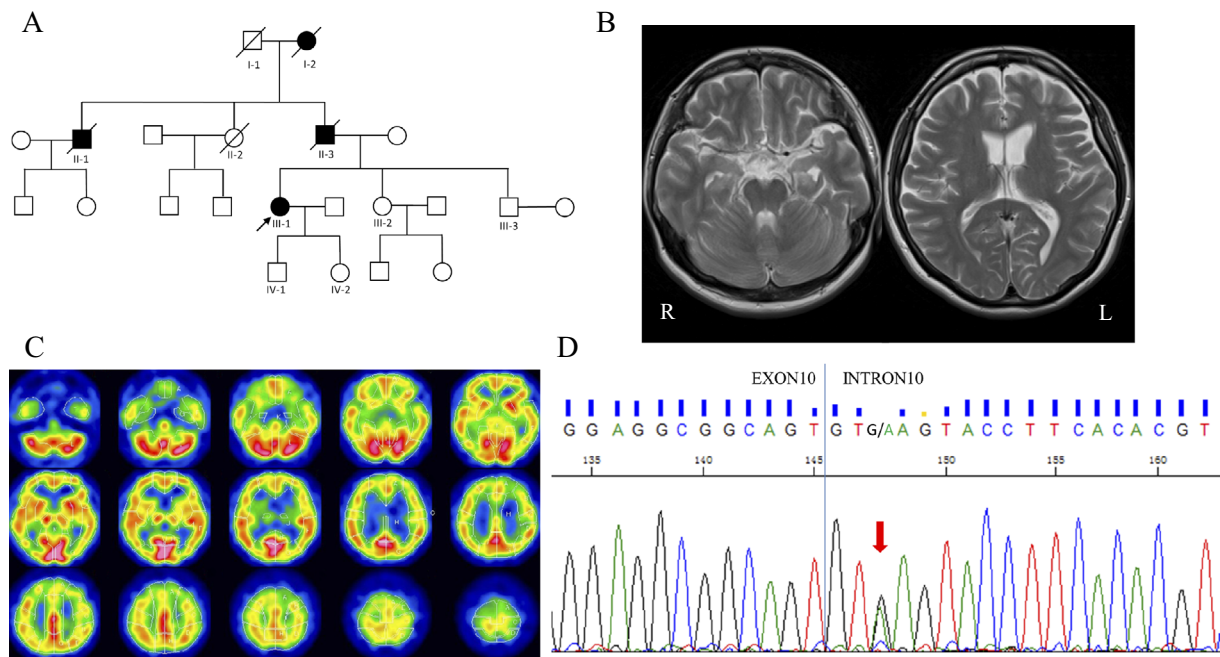 A
I-1
I-2
II-1
II-2
II-3
III-1
III-2
III-3
IV-1
IV-2
B
R
L
C
D
EXON10 INTRON10
G G A G G C G G C A G T G T G/A A G T A C C T T C A C A C G T
135 140 145 150 155 160